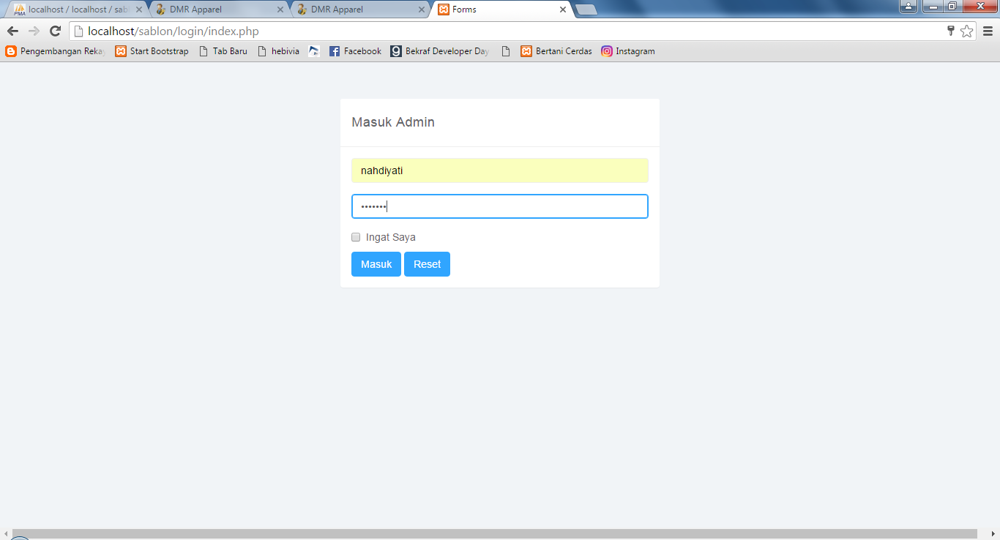 localhost / localhost / sab
DMR Apparel
DMR Apparel
Forms
localhost/sablon/login/index.php
Pengembangan Reka
Start Bootstrap
Tab Baru
hebivia
Facebook
Bekraf Developer Day
Bertani Cerdas
Instagram
Masuk Admin
nahdiyati
•••••••
Ingat Saya
Masuk
Reset